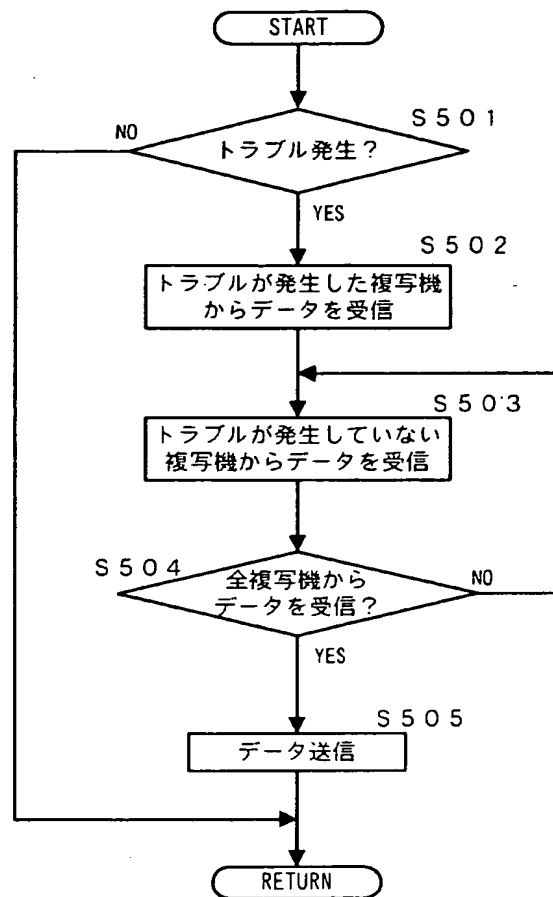 START
S501
NO
トラブル発生？
YES
S502
トラブルが発生した複写機
からデータを受信
S503
トラブルが発生していない
複写機からデータを受信
S504
全複写機から
データを受信？
NO
YES
S505
データ送信
RETURN